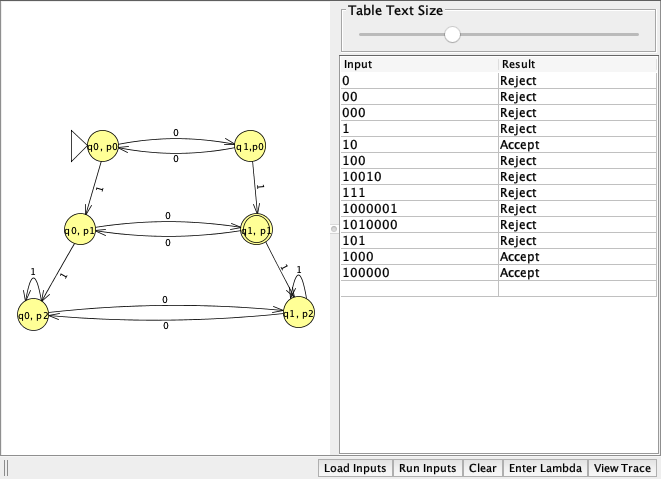 Table Text Size
Input Result
0 Reject
00 Reject
000 Reject
1 Reject
10 Accept
100 Reject
10010 Reject
111 Reject
1000001 Reject
1010000 Reject
101 Reject
1000 Accept
100000 Accept
0
q0, p0 q1,p0
0
1 1
0
q0, p1 q1, p1
0
1 1
1 1
0
q0, p2 q1, p2
0
Load Inputs Run Inputs Clear Enter Lambda View Trace